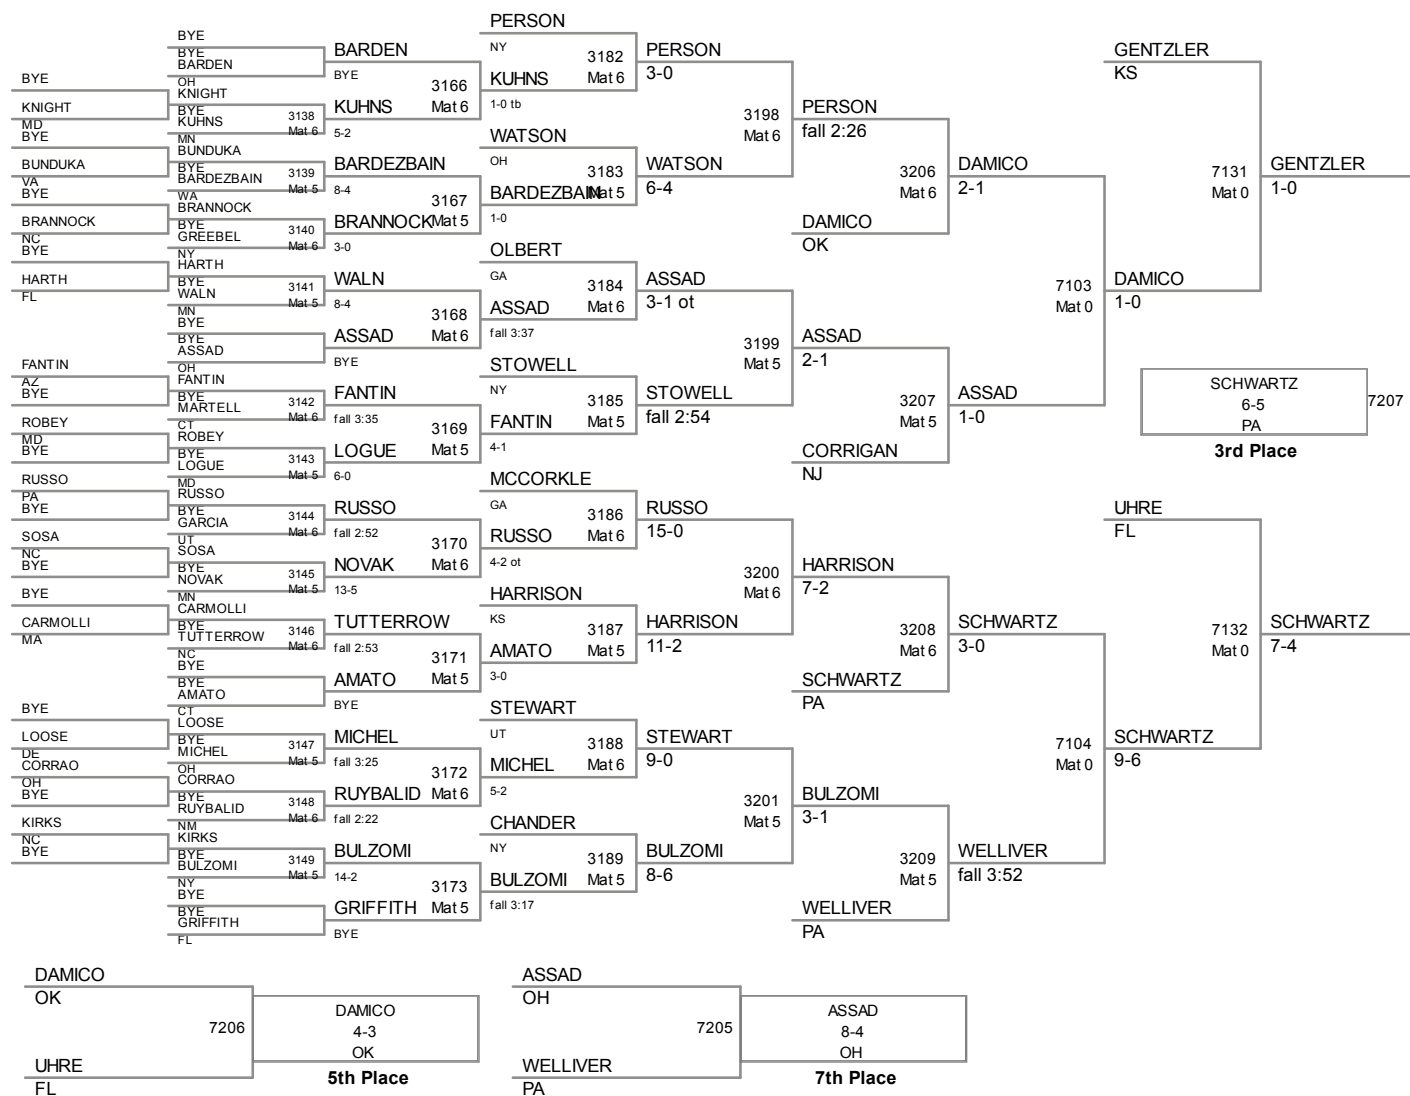 BYE
KNIGHT
MD
BYE
BUNDUKA
VA
BYE
BRANNOCK
NC
BYE
HARTH
FL
FANTIN
AZ
BYE
ROBEY
MD
BYE
RUSSO
PA
BYE
SOSA
NC
BYE
BYE
CARMOLLI
MA
BYE
LOOSE
DE
CORRAO
OH
BYE
KIRKS
NC
BYE
BYE
BYE
BARDEN
OH
KNIGHT
BYE
KUHNS
MN
BUNDUKA
BYE
BARDEZBAIN
WA
BRANNOCK
BYE
GREEBEL
NY
HARTH
BYE
WALN
MN
BYE
BYE
ASSAD
OH
FANTIN
BYE
MARTELL
CT
ROBEY
BYE
LOGUE
MD
RUSSO
BYE
GARCIA
UT
SOSA
BYE
NOVAK
MN
CARMOLLI
BYE
TUTTERROW
NC
BYE
BYE
AMATO
CT
LOOSE
BYE
MICHEL
OH
CORRAO
BYE
RUYBALID
NM
KIRKS
BYE
BULZOMI
NY
BYE
BYE
GRIFFITH
FL
3138
Mat 6
3139
Mat 5
3140
Mat 6
3141
Mat 5
3142
Mat 6
3143
Mat 5
3144
Mat 6
3145
Mat 5
3146
Mat 6
3147
Mat 5
3148
Mat 6
3149
Mat 5
BARDEN
BYE
KUHNS
5-2
BARDEZBAIN
8-4
BRANNOCK
3-0
WALN
8-4
ASSAD
BYE
FANTIN
fall 3:35
LOGUE
6-0
RUSSO
fall 2:52
NOVAK
13-5
TUTTERROW
fall 2:53
AMATO
BYE
MICHEL
fall 3:25
RUYBALID
fall 2:22
BULZOMI
14-2
GRIFFITH
BYE
3166
Mat 6
3167
Mat 5
3168
Mat 6
3169
Mat 5
3170
Mat 6
3171
Mat 5
3172
Mat 6
3173
Mat 5
PERSON
NY
KUHNS
1-0 tb
WATSON
OH
BARDEZBAIN
1-0
OLBERT
GA
ASSAD
fall 3:37
STOWELL
NY
FANTIN
4-1
MCCORKLE
GA
RUSSO
4-2 ot
HARRISON
KS
AMATO
3-0
STEWART
UT
MICHEL
5-2
CHANDER
NY
BULZOMI
fall 3:17
3182
Mat 6
3183
Mat 5
3184
Mat 6
3185
Mat 5
3186
Mat 6
3187
Mat 5
3188
Mat 6
3189
Mat 5
PERSON
3-0
WATSON
6-4
ASSAD
3-1 ot
STOWELL
fall 2:54
RUSSO
15-0
HARRISON
11-2
STEWART
9-0
BULZOMI
8-6
3198
Mat 6
3199
Mat 5
3200
Mat 6
3201
Mat 5
PERSON
fall 2:26
DAMICO
OK
ASSAD
2-1
CORRIGAN
NJ
HARRISON
7-2
SCHWARTZ
PA
BULZOMI
3-1
WELLIVER
PA
3206
Mat 6
3207
Mat 5
3208
Mat 6
3209
Mat 5
DAMICO
2-1
ASSAD
1-0
SCHWARTZ
3-0
WELLIVER
fall 3:52
7103
Mat 0
7104
Mat 0
GENTZLER
KS
DAMICO
1-0
UHRE
FL
SCHWARTZ
9-6
7131
Mat 0
7132
Mat 0
GENTZLER
1-0
SCHWARTZ
7-4
SCHWARTZ
6-5
PA
7207
3rd Place
DAMICO
OK
7206
UHRE
FL
DAMICO
4-3
OK
5th Place
ASSAD
OH
7205
WELLIVER
PA
ASSAD
8-4
OH
7th Place